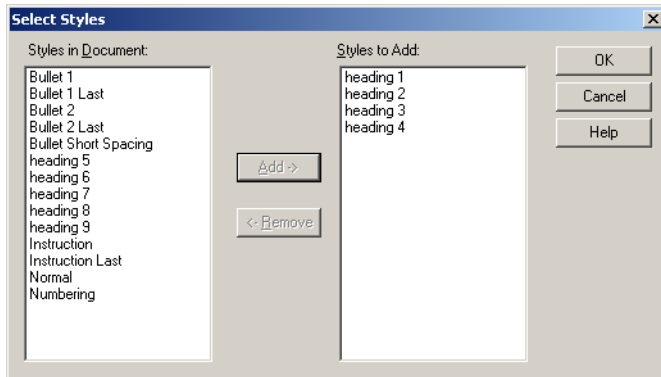 Select Styles
Styles in Document:
Bullet 1
Bullet 1 Last
Bullet 2
Bullet 2 Last
Bullet Short Spacing
heading 5
heading 6
heading 7
heading 8
heading 9
Instruction
Instruction Last
Normal
Numbering
Add ->
<- Remove
Styles to Add:
heading 1
heading 2
heading 3
heading 4
OK
Cancel
Help